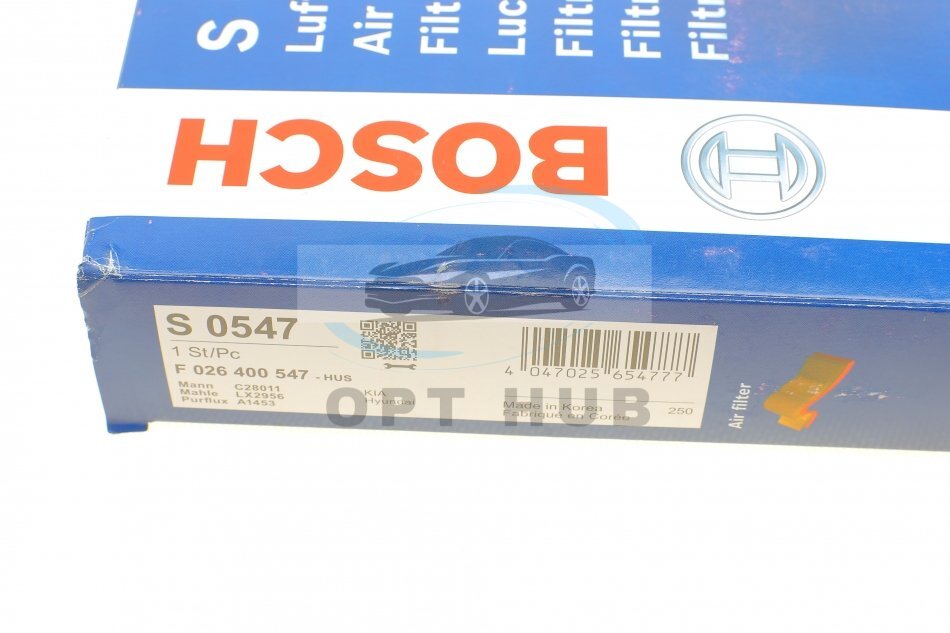 S
Luf
Air
Filt
Luc
Filtr
Filtr
Filtr
BOSCH
S 0547
1 St/Pc
F 026 400 547 - HUS
Mann C28011
Mahle LX2956
Purflux A1453
KIA
Hyundai
4 047025 654777
Made in Korea
Fabriqué en Corée
250
Air filter
OPT HUB